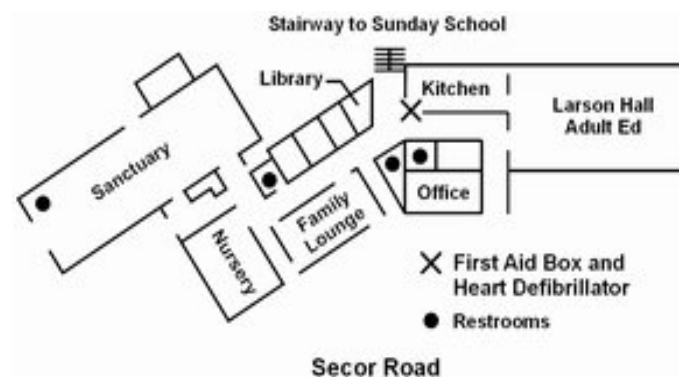 Stairway to Sunday School
Library
Kitchen
Larson Hall
Adult Ed
Sanctuary
Office
Family
Lounge
Nursery
First Aid Box and
Heart Defibrillator
Restrooms
Secor Road